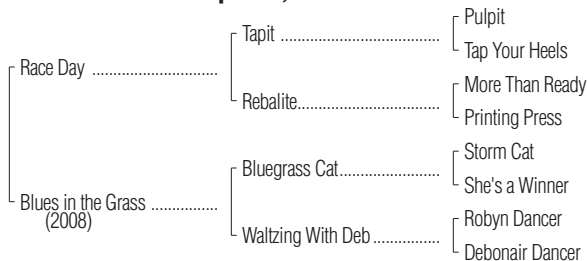 Pulpit
Tapit ............................
Tap Your Heels
Race Day ..............................
More Than Ready
Rebalite...............................
Printing Press
Storm Cat
Bluegrass Cat......................
She's a Winner
Blues in the Grass ................
(2008)
Robyn Dancer
Waltzing With Deb ................
Debonair Dancer